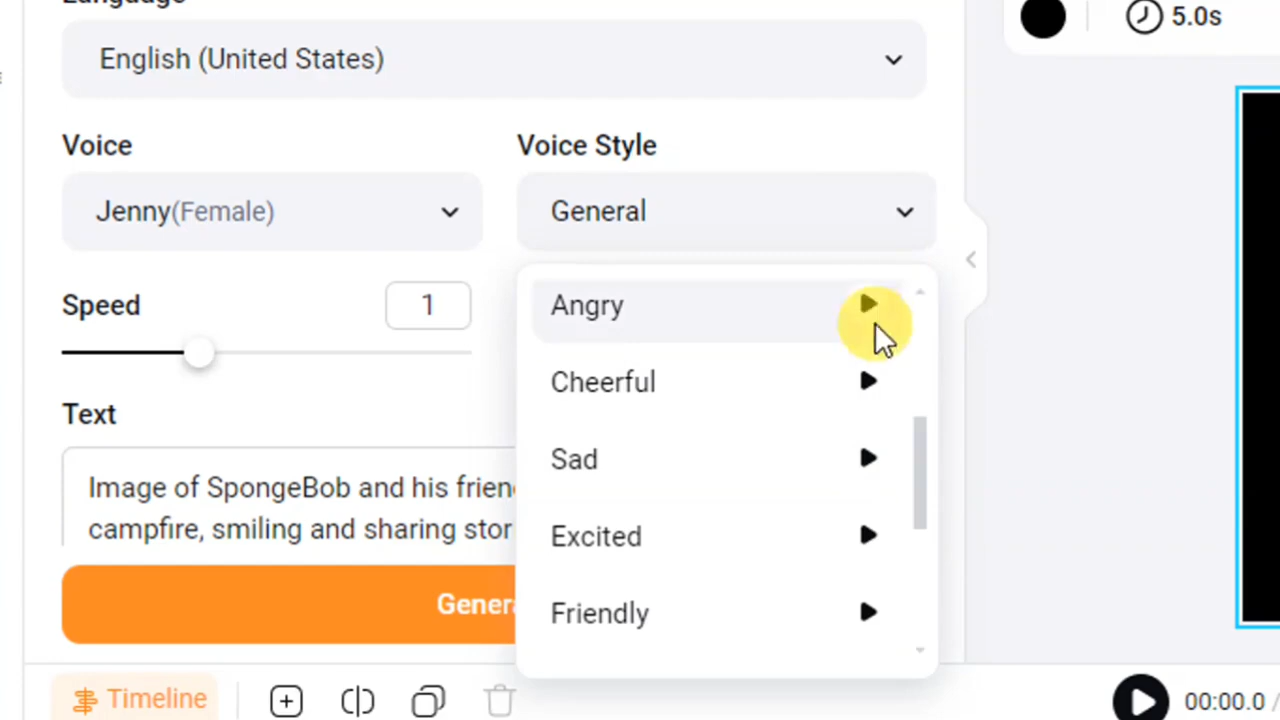 Language
5.0s
English (United States)
Voice
Voice Style
Jenny(Female)
General
Speed
1
Angry
Cheerful
Text
Sad
Image of SpongeBob and his frien
campfire, smiling and sharing stor
Excited
Genera
Friendly
Timeline
00:00.0 /